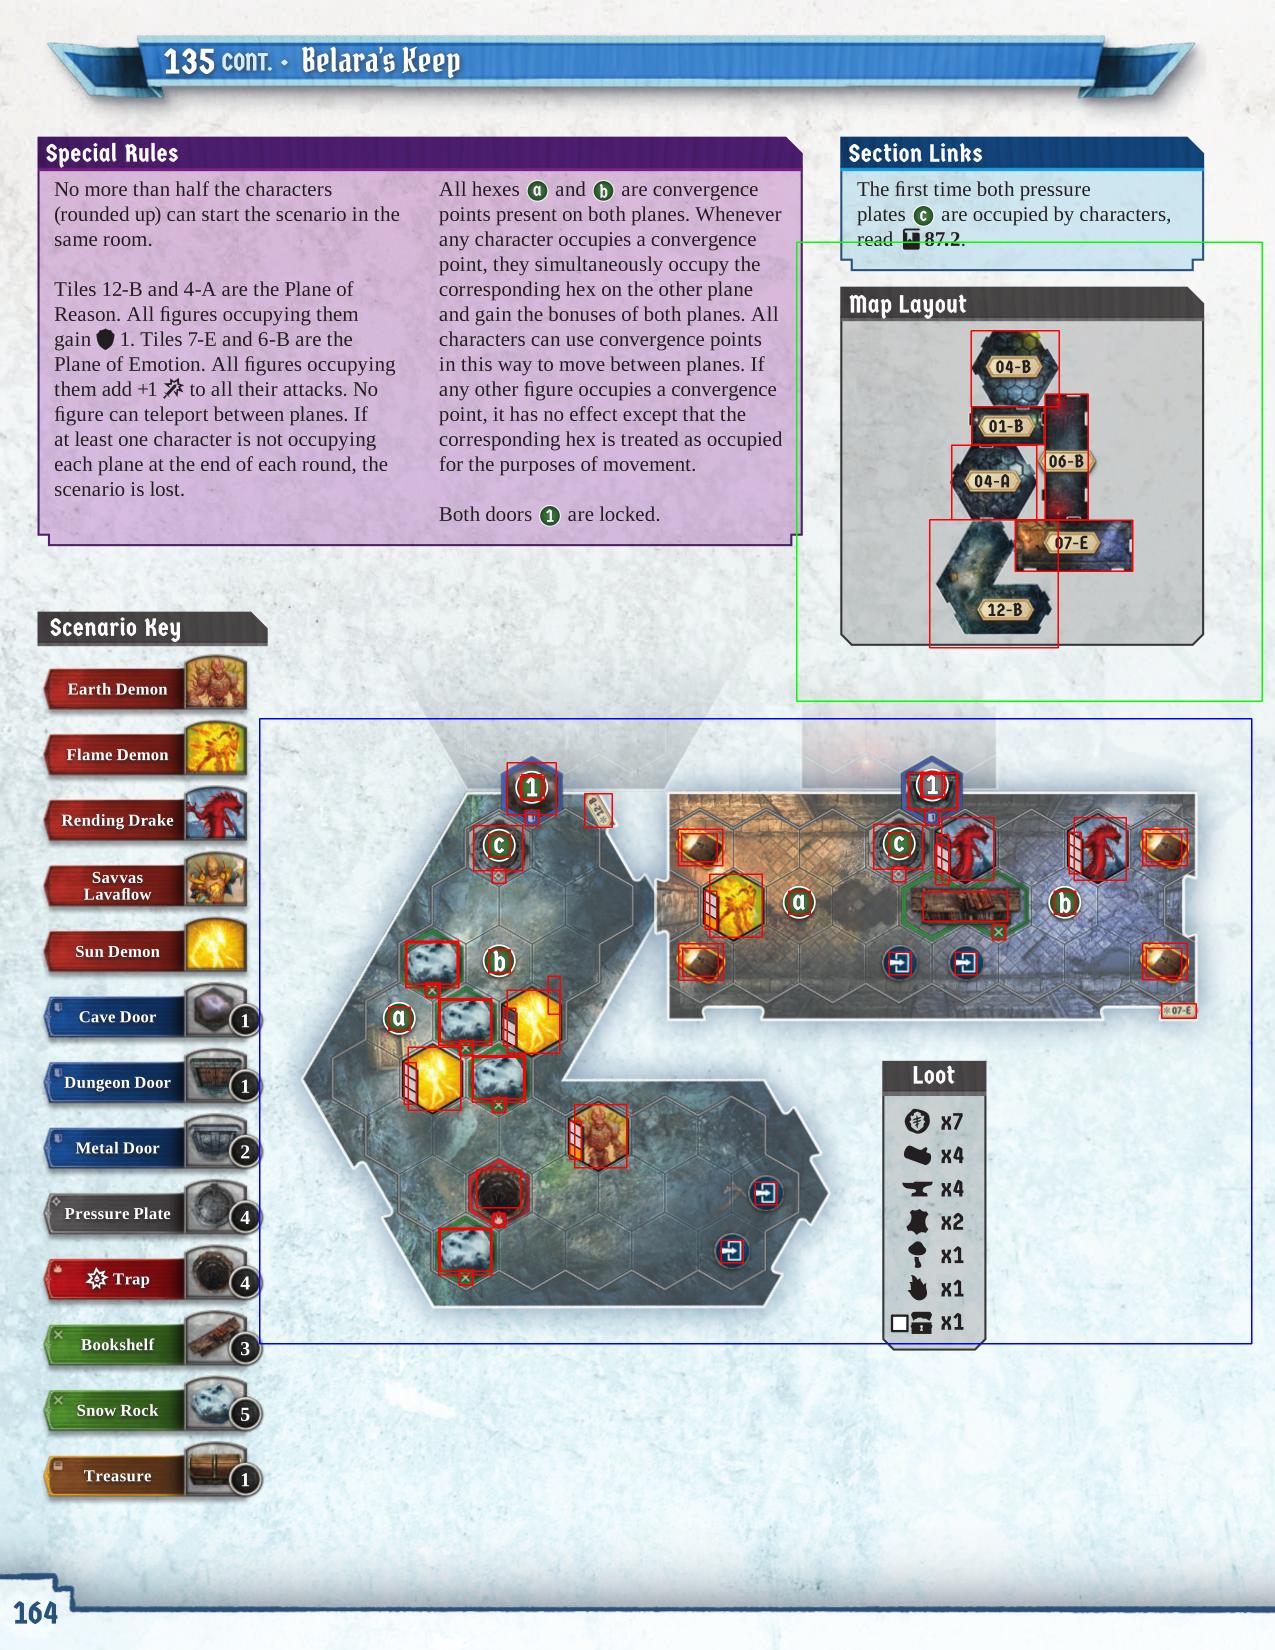 135 CONT. • Belara's Keep
Special Rules
No more than half the characters
(rounded up) can start the scenario in the
same room.
Tiles 12-B and 4-A are the Plane of
Reason. All figures occupying them
gain 1. Tiles 7-E and 6-B are the
Plane of Emotion. All figures occupying
them add +1 to all their attacks. No
figure can teleport between planes. If
at least one character is not occupying
each plane at the end of each round, the
scenario is lost.
All hexes a and b are convergence
points present on both planes. Whenever
any character occupies a convergence
point, they simultaneously occupy the
corresponding hex on the other plane
and gain the bonuses of both planes. All
characters can use convergence points
in this way to move between planes. If
any other figure occupies a convergence
point, it has no effect except that the
corresponding hex is treated as occupied
for the purposes of movement.
Both doors 1 are locked.
Section Links
The first time both pressure
plates c are occupied by characters,
read 87.2.
Map Layout
04-B
01-B
06-B
04-A
07-E
12-B
Scenario Key
Earth Demon
Flame Demon
Rending Drake
Savvas
Lavaflow
Sun Demon
Cave Door 1
Dungeon Door 1
Metal Door 2
Pressure Plate 4
Trap 4
Bookshelf 3
Snow Rock 5
Treasure 1
1
12-B
c
b
a
1
c
a
b
07-E
Loot
x7
x4
x4
x2
x1
x1
x1
164